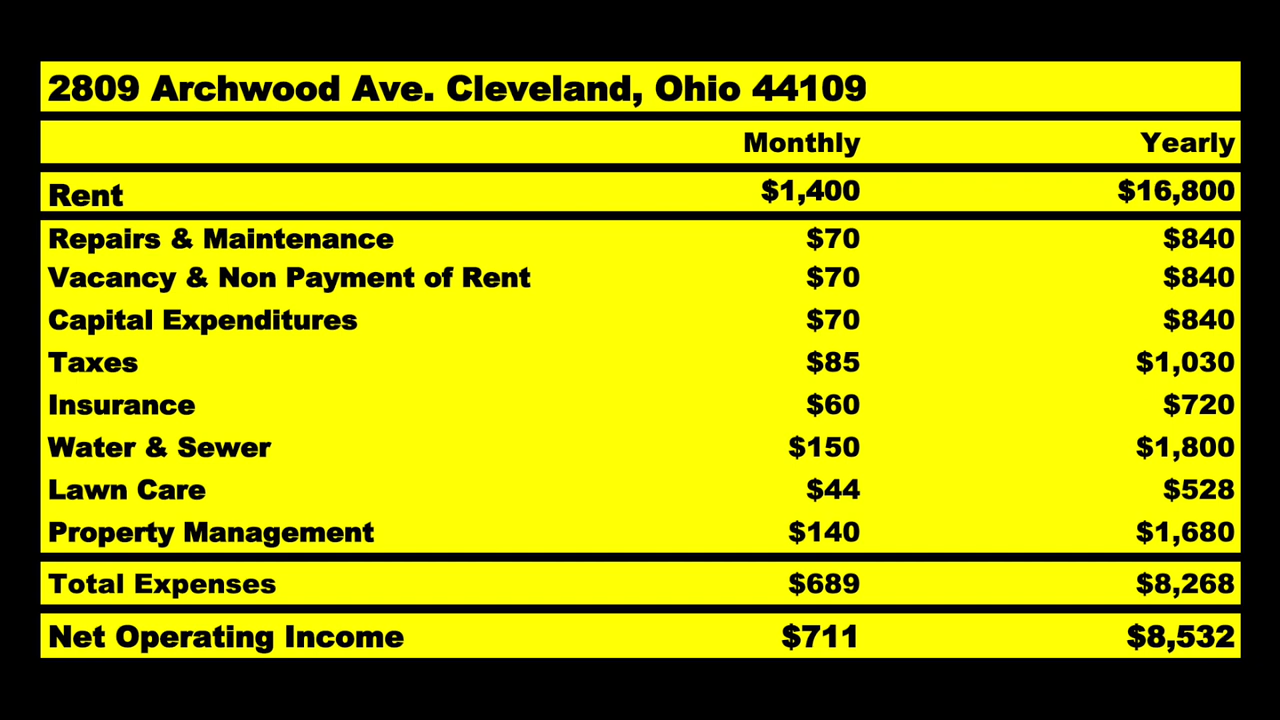 2809 Archwood Ave. Cleveland, Ohio 44109
Monthly Yearly
Rent $1,400 $16,800
Repairs & Maintenance $70 $840
Vacancy & Non Payment of Rent $70 $840
Capital Expenditures $70 $840
Taxes $85 $1,030
Insurance $60 $720
Water & Sewer $150 $1,800
Lawn Care $44 $528
Property Management $140 $1,680
Total Expenses $689 $8,268
Net Operating Income $711 $8,532